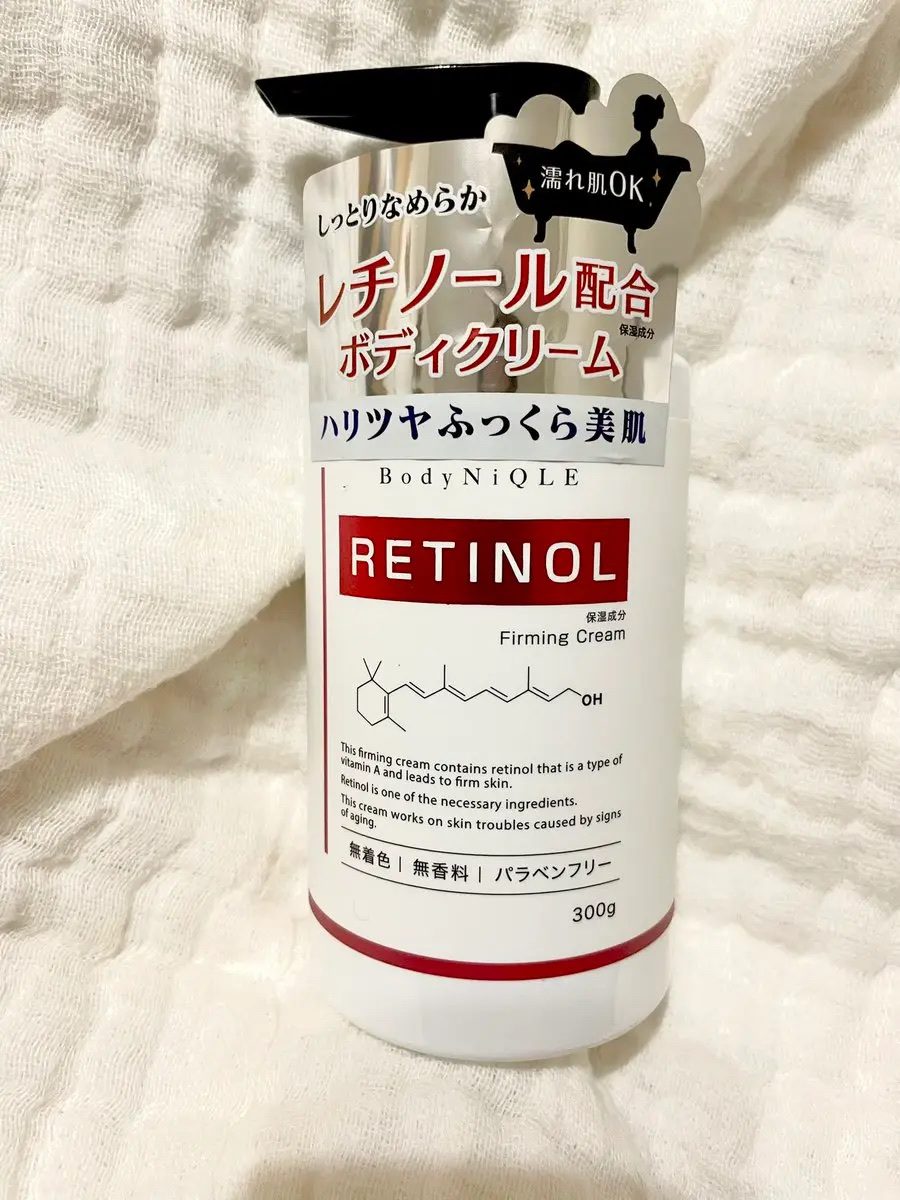 濡れ肌OK
しっとりなめらか
レチノール配合
保湿成分
ボディクリーム
ハリツヤふっくら美肌
BodyNiQLE
RETINOL
保湿成分
Firming Cream
OH
This firming cream contains retinol that is a type of
vitamin A and leads to firm skin.
Retinol is one of the necessary ingredients.
This cream works on skin troubles caused by signs
of aging.
無着色 | 無香料 | パラベンフリー
300g